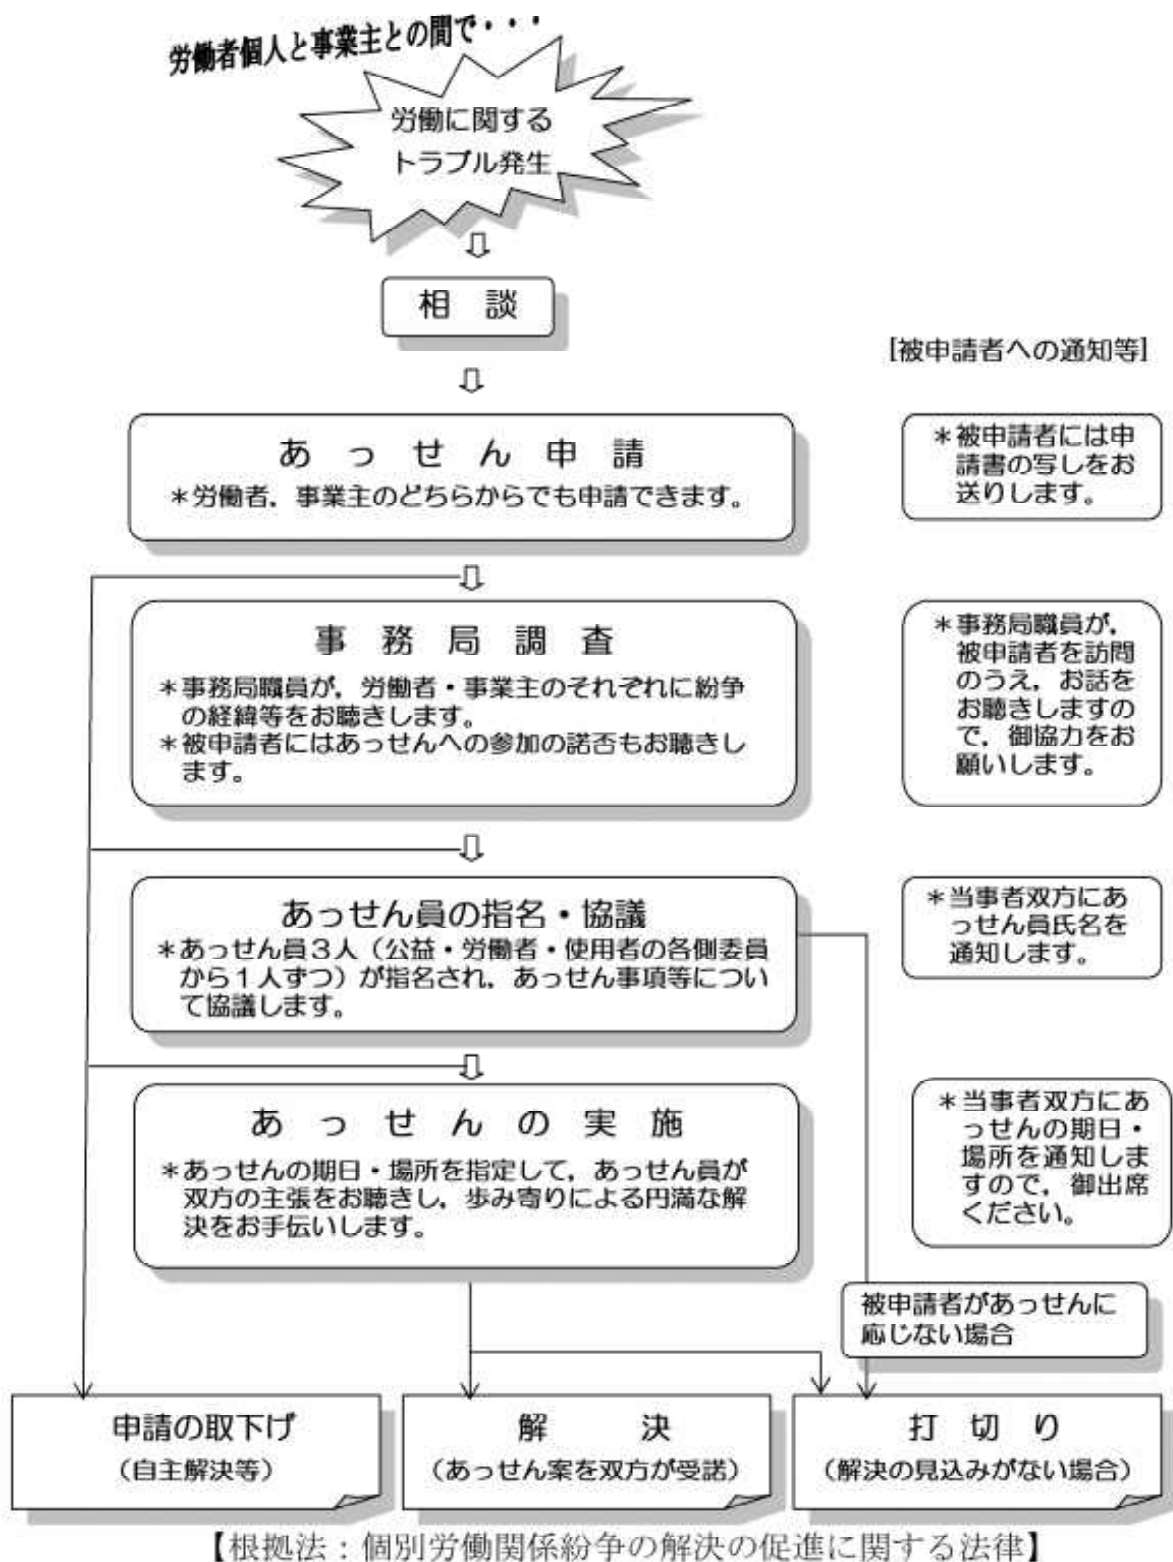 労働者個人と事業主との間で・・・
労働に関する
トラブル発生
相　談
[被申請者への通知等]
あ　っ　せ　ん　申　請
＊労働者，事業主のどちらからでも申請できます。
＊被申請者には申
請書の写しをお
送りします。
事　務　局　調　査
＊事務局職員が，労働者・事業主のそれぞれに紛争
の経緯等をお聴きします。
＊被申請者にはあっせんへの参加の諾否もお聴きし
ます。
＊事務局職員が，
被申請者を訪問
のうえ，お話を
お聴きしますの
で，御協力をお
願いします。
あっせん員の指名・協議
＊あっせん員３人（公益・労働者・使用者の各側委員
から１人ずつ）が指名され，あっせん事項等につい
て協議します。
＊当事者双方にあ
っせん員氏名を
通知します。
あ　っ　せ　ん　の　実　施
＊あっせんの期日・場所を指定して，あっせん員が
双方の主張をお聴きし，歩み寄りによる円満な解
決をお手伝いします。
＊当事者双方にあ
っせんの期日・
場所を通知しま
すので，御出席
ください。
被申請者があっせんに
応じない場合
申請の取下げ
（自主解決等）
解　　決
（あっせん案を双方が受諾）
打　切　り
（解決の見込みがない場合）
【根拠法：個別労働関係紛争の解決の促進に関する法律】